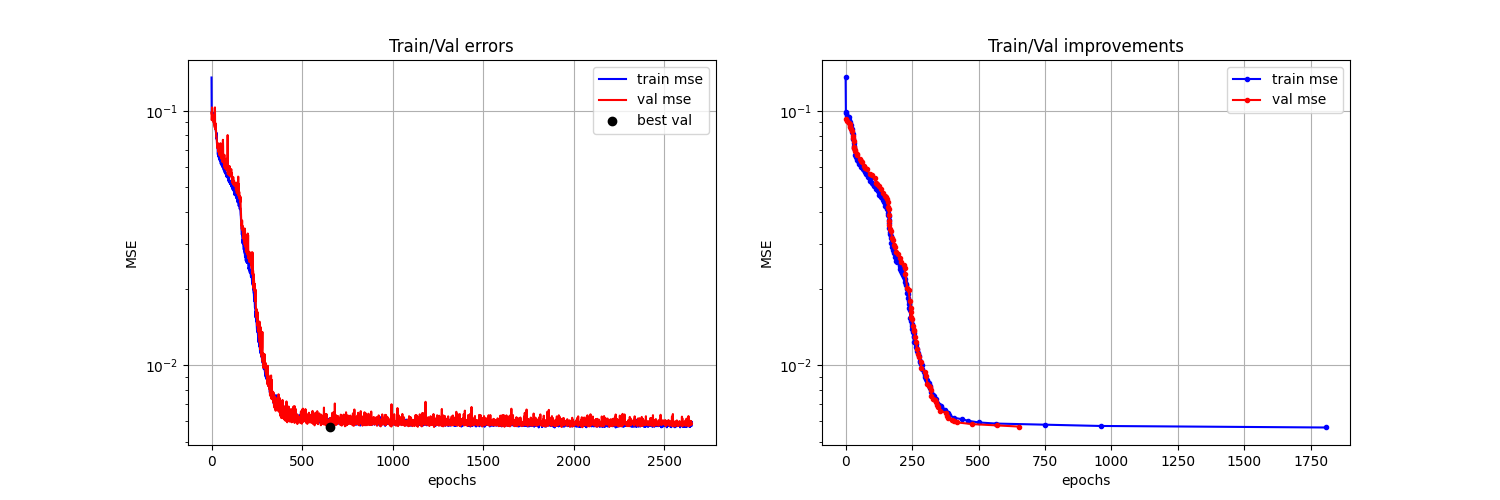 Train/Val errors
train mse
val mse
best val
10⁻¹
10⁻²
MSE
0
500
1000
1500
2000
2500
epochs
Train/Val improvements
train mse
val mse
10⁻¹
10⁻²
MSE
0
250
500
750
1000
1250
1500
1750
epochs